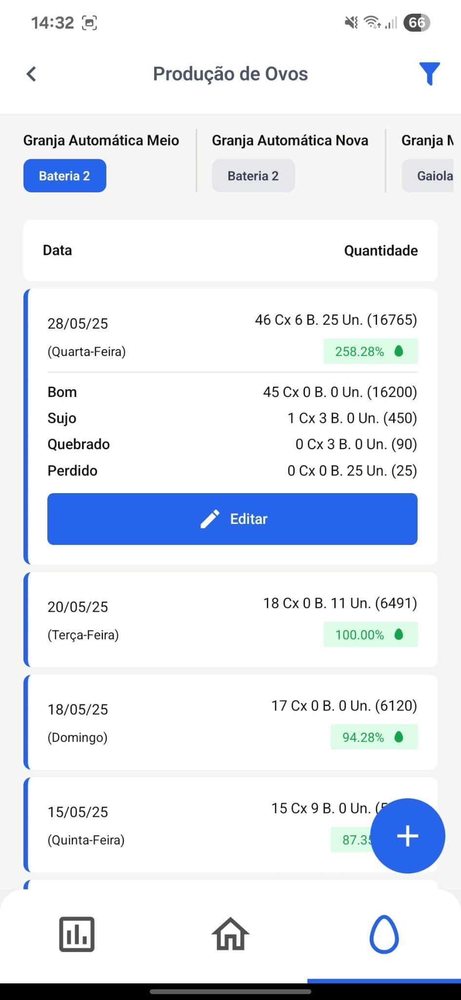 14:32
66
Produção de Ovos
Granja Automática Meio
Granja Automática Nova
Granja
Bateria 2
Bateria 2
Gaiola
Data
Quantidade
28/05/25
46 Cx 6 B. 25 Un. (16765)
(Quarta-Feira)
258.28%
Bom
45 Cx 0 B. 0 Un. (16200)
Sujo
1 Cx 3 B. 0 Un. (450)
Quebrado
0 Cx 3 B. 0 Un. (90)
Perdido
0 Cx 0 B. 25 Un. (25)
Editar
20/05/25
18 Cx 0 B. 11 Un. (6491)
(Terça-Feira)
100.00%
18/05/25
17 Cx 0 B. 0 Un. (6120)
(Domingo)
94.28%
15/05/25
15 Cx 9 B. 0 Un.
(Quinta-Feira)